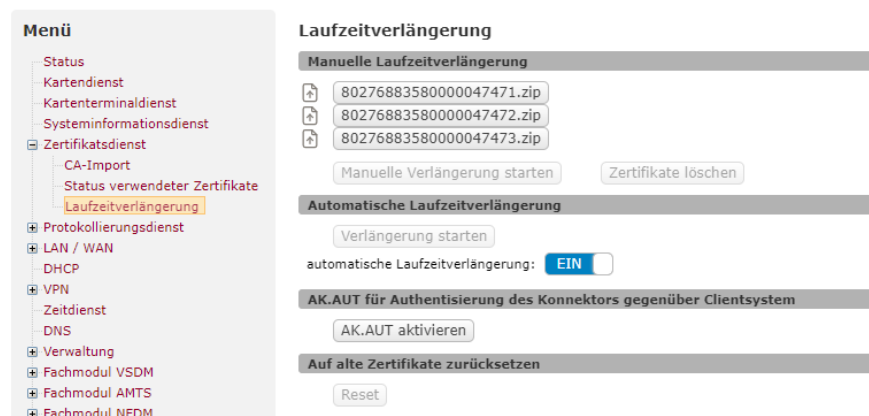 Menü
Status
Kartendienst
Kartenterminaldienst
Systeminformationsdienst
Zertifikatsdienst
CA-Import
Status verwendeter Zertifikate
Laufzeitverlängerung
Protokollierungsdienst
LAN / WAN
DHCP
VPN
Zeitdienst
DNS
Verwaltung
Fachmodul VSDM
Fachmodul AMTS
Fachmodul NFDM
Laufzeitverlängerung
Manuelle Laufzeitverlängerung
80276883580000047471.zip
80276883580000047472.zip
80276883580000047473.zip
Manuelle Verlängerung starten Zertifikate löschen
Automatische Laufzeitverlängerung
Verlängerung starten
automatische Laufzeitverlängerung: EIN
AK.AUT für Authentisierung des Konnektors gegenüber Clientsystem
AK.AUT aktivieren
Auf alte Zertifikate zurücksetzen
Reset